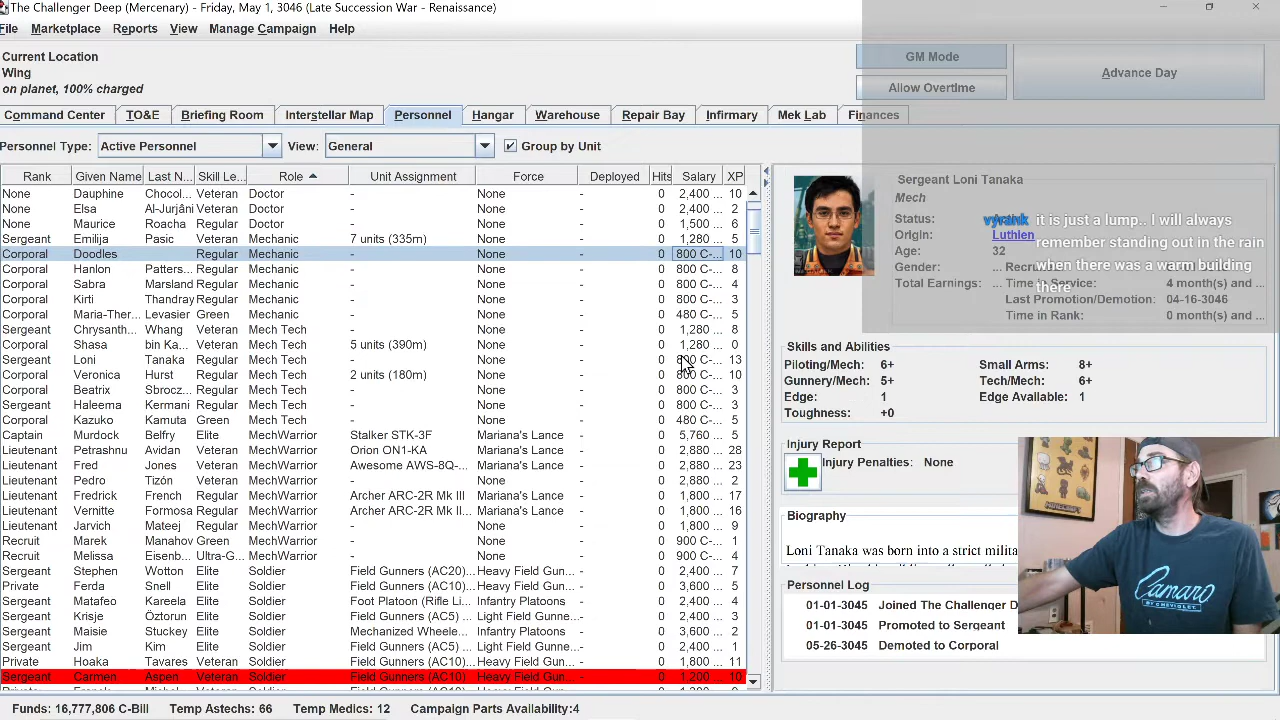 The Challenger Deep (Mercenary) - Friday, May 1, 3046 (Late Succession War - Renaissance)
File Marketplace Reports View Manage Campaign Help
Current Location
Wing
on planet, 100% charged
GM Mode
Allow Overtime
Advance Day
Command Center TO&E Briefing Room Interstellar Map Personnel Hangar Warehouse Repair Bay Infirmary Mek Lab Finances
Personnel Type: Active Personnel View: General Group by Unit
Rank Given Name Last N... Skill Le... Role Unit Assignment Force Deployed Hits Salary XP
None Dauphine Chocol... Veteran Doctor - None - 0 2,400 ... 10
None Elsa Al-Jurjâni Veteran Doctor - None - 0 2,400 ... 2
None Maurice Roacha Regular Doctor - None - 0 1,500 ... 6
Sergeant Emilija Pasic Veteran Mechanic 7 units (335m) None - 0 1,280 ... 5
Corporal Doodles Regular Mechanic - None - 0 800 C-... 10
Corporal Hanlon Patters... Regular Mechanic - None - 0 800 C-... 8
Corporal Sabra Marsland Regular Mechanic - None - 0 800 C-... 4
Corporal Kirti Thandray Regular Mechanic - None - 0 800 C-... 3
Corporal Maria-Ther... Levasier Green Mechanic - None - 0 480 C-... 5
Sergeant Chrysanth... Whang Veteran Mech Tech - None - 0 1,280 ... 8
Corporal Shasa bin Ka... Veteran Mech Tech 5 units (390m) None - 0 1,280 ... 0
Sergeant Loni Tanaka Regular Mech Tech - None - 0 800 C-... 13
Corporal Veronica Hurst Regular Mech Tech 2 units (180m) None - 0 800 C-... 10
Corporal Beatrix Sbrocz... Regular Mech Tech - None - 0 800 C-... 3
Sergeant Haleema Kermani Regular Mech Tech - None - 0 800 C-... 3
Corporal Kazuko Kamuta Green Mech Tech - None - 0 480 C-... 5
Captain Murdock Belfry Elite MechWarrior Stalker STK-3F Mariana's Lance - 0 5,760 ... 5
Lieutenant Petrashnu Avidan Veteran MechWarrior Orion ON1-KA Mariana's Lance - 0 2,880 ... 28
Lieutenant Fred Jones Veteran MechWarrior Awesome AWS-8Q-... Mariana's Lance - 0 2,880 ... 23
Lieutenant Pedro Tizón Veteran MechWarrior - None - 0 2,880 ... 2
Lieutenant Fredrick French Regular MechWarrior Archer ARC-2R Mk III Mariana's Lance - 0 1,800 ... 17
Lieutenant Vernitte Formosa Regular MechWarrior Archer ARC-2R Mk III Mariana's Lance - 0 1,800 ... 16
Lieutenant Jarvich Mateej Regular MechWarrior - None - 0 1,800 ... 9
Recruit Marek Manahov Green MechWarrior - None - 0 900 C-... 1
Recruit Melissa Eisenb... Ultra-G... MechWarrior - None - 0 900 C-... 4
Sergeant Stephen Wotton Elite Soldier Field Gunners (AC20) Heavy Field Gun... - 0 2,400 ... 7
Private Ferda Snell Elite Soldier Field Gunners (AC10) Heavy Field Gun... - 0 3,600 ... 5
Sergeant Matafeo Kareela Elite Soldier Foot Platoon (Rifle Li... Infantry Platoons - 0 2,400 ... 4
Sergeant Krisje Öztorun Elite Soldier Field Gunners (AC5) Light Field Gunne... - 0 2,400 ... 3
Sergeant Maisie Stuckey Elite Soldier Mechanized Wheele... Infantry Platoons - 0 3,600 ... 2
Sergeant Jim Kim Elite Soldier Field Gunners (AC5) Light Field Gunne... - 0 2,400 ... 1
Private Hoaka Tavares Veteran Soldier Field Gunners (AC10) Heavy Field Gun... - 0 1,800 ... 11
Sergeant Carmen Aspen Veteran Soldier Field Gunners (AC10) Heavy Field Gun... - 0 1,200 ... 10
Sergeant Loni Tanaka
Mech
Status:
Origin: Luthien
Age: 32
Gender: ... Recru
Total Earnings: ... Time in Service: 4 month(s) and ...
Last Promotion/Demotion: 04-16-3046
Time in Rank: 0 month(s) and ...
vyrank it is just a lump.. I will always
remember standing out in the rain
when there was a warm building
there
Skills and Abilities
Piloting/Mech: 6+ Small Arms: 8+
Gunnery/Mech: 5+ Tech/Mech: 6+
Edge: 1 Edge Available: 1
Toughness: +0
Injury Report
Injury Penalties: None
Biography
Loni Tanaka was born into a strict milita
Personnel Log
01-01-3045 Joined The Challenger D
01-01-3045 Promoted to Sergeant
05-26-3045 Demoted to Corporal
Camaro
BY CHEVROLET
Funds: 16,777,806 C-Bill Temp Astechs: 66 Temp Medics: 12 Campaign Parts Availability:4